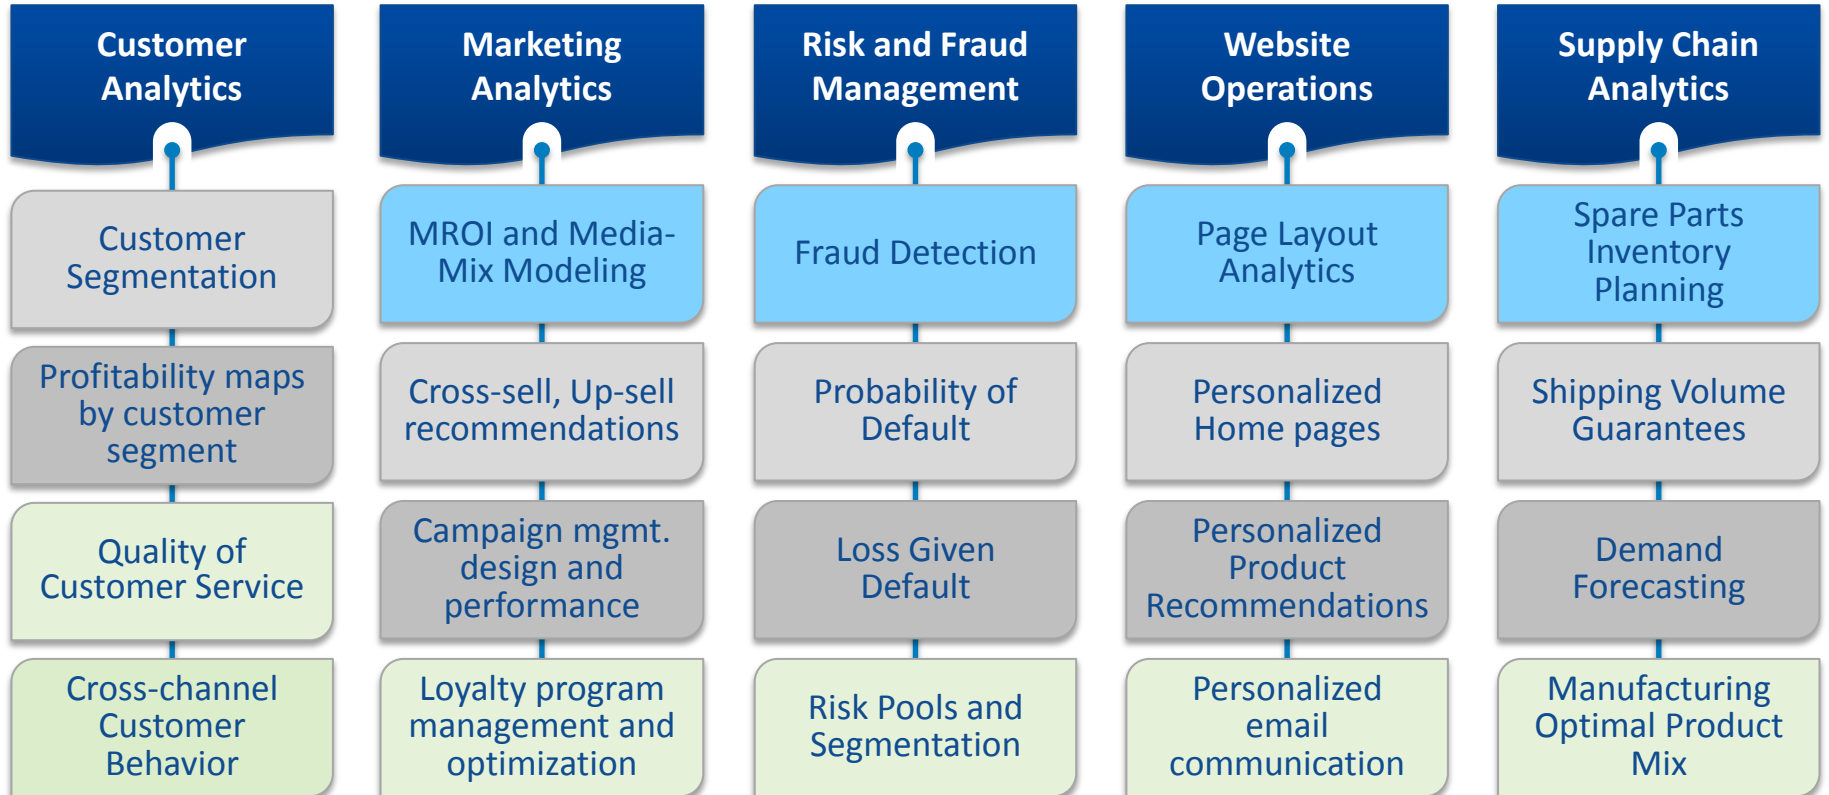 Customer
Analytics
Customer
Segmentation
Profitability maps
by customer
segment
Quality of
Customer Service
Cross-channel
Customer
Behavior
Marketing
Analytics
MROI and Media-
Mix Modeling
Cross-sell, Up-sell
recommendations
Campaign mgmt.
design and
performance
Loyalty program
management and
optimization
Risk and Fraud
Management
Fraud Detection
Probability of
Default
Loss Given
Default
Risk Pools and
Segmentation
Website
Operations
Page Layout
Analytics
Personalized
Home pages
Personalized
Product
Recommendations
Personalized
email
communication
Supply Chain
Analytics
Spare Parts
Inventory
Planning
Shipping Volume
Guarantees
Demand
Forecasting
Manufacturing
Optimal Product
Mix